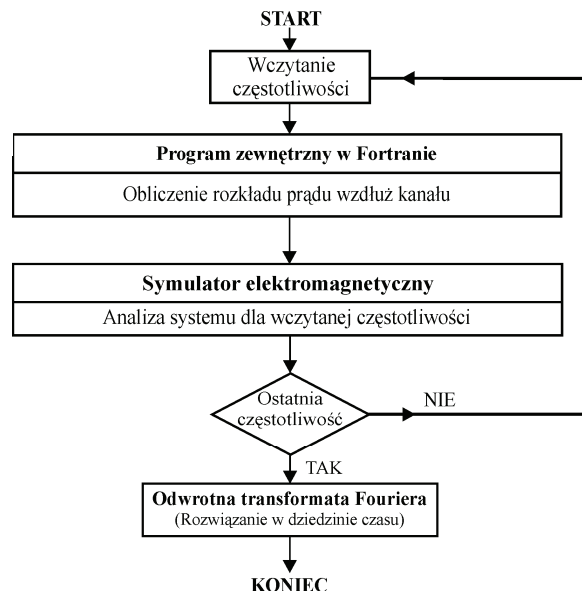 START
Wczytanie
częstotliwości
Program zewnętrzny w Fortranie
Obliczenie rozkładu prądu wzdłuż kanału
Symulator elektromagnetyczny
Analiza systemu dla wczytanej częstotliwości
Ostatnia
częstotliwość
NIE
TAK
Odwrotna transformata Fouriera
(Rozwiązanie w dziedzinie czasu)
KONIEC